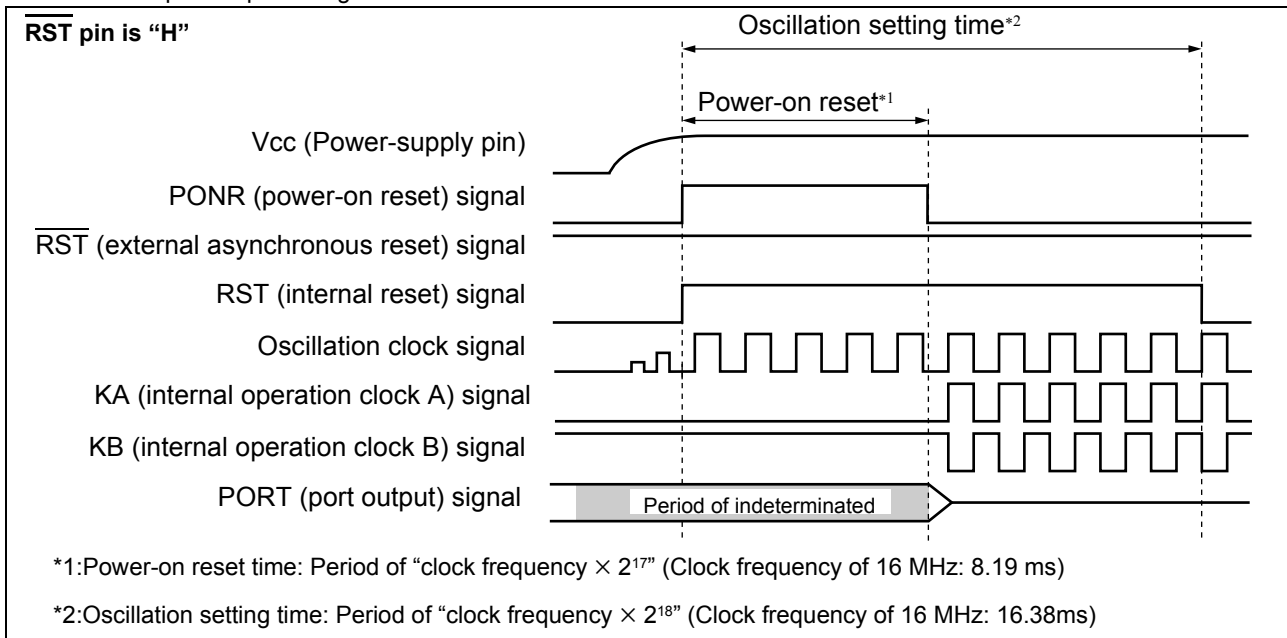 RST pin is “H”
Oscillation setting time*2
Power-on reset*1
Vcc (Power-supply pin)
PONR (power-on reset) signal
RST (external asynchronous reset) signal
RST (internal reset) signal
Oscillation clock signal
KA (internal operation clock A) signal
KB (internal operation clock B) signal
PORT (port output) signal
Period of indeterminated
*1:Power-on reset time: Period of “clock frequency × 2¹⁷” (Clock frequency of 16 MHz: 8.19 ms)
*2:Oscillation setting time: Period of “clock frequency × 2¹⁸” (Clock frequency of 16 MHz: 16.38ms)